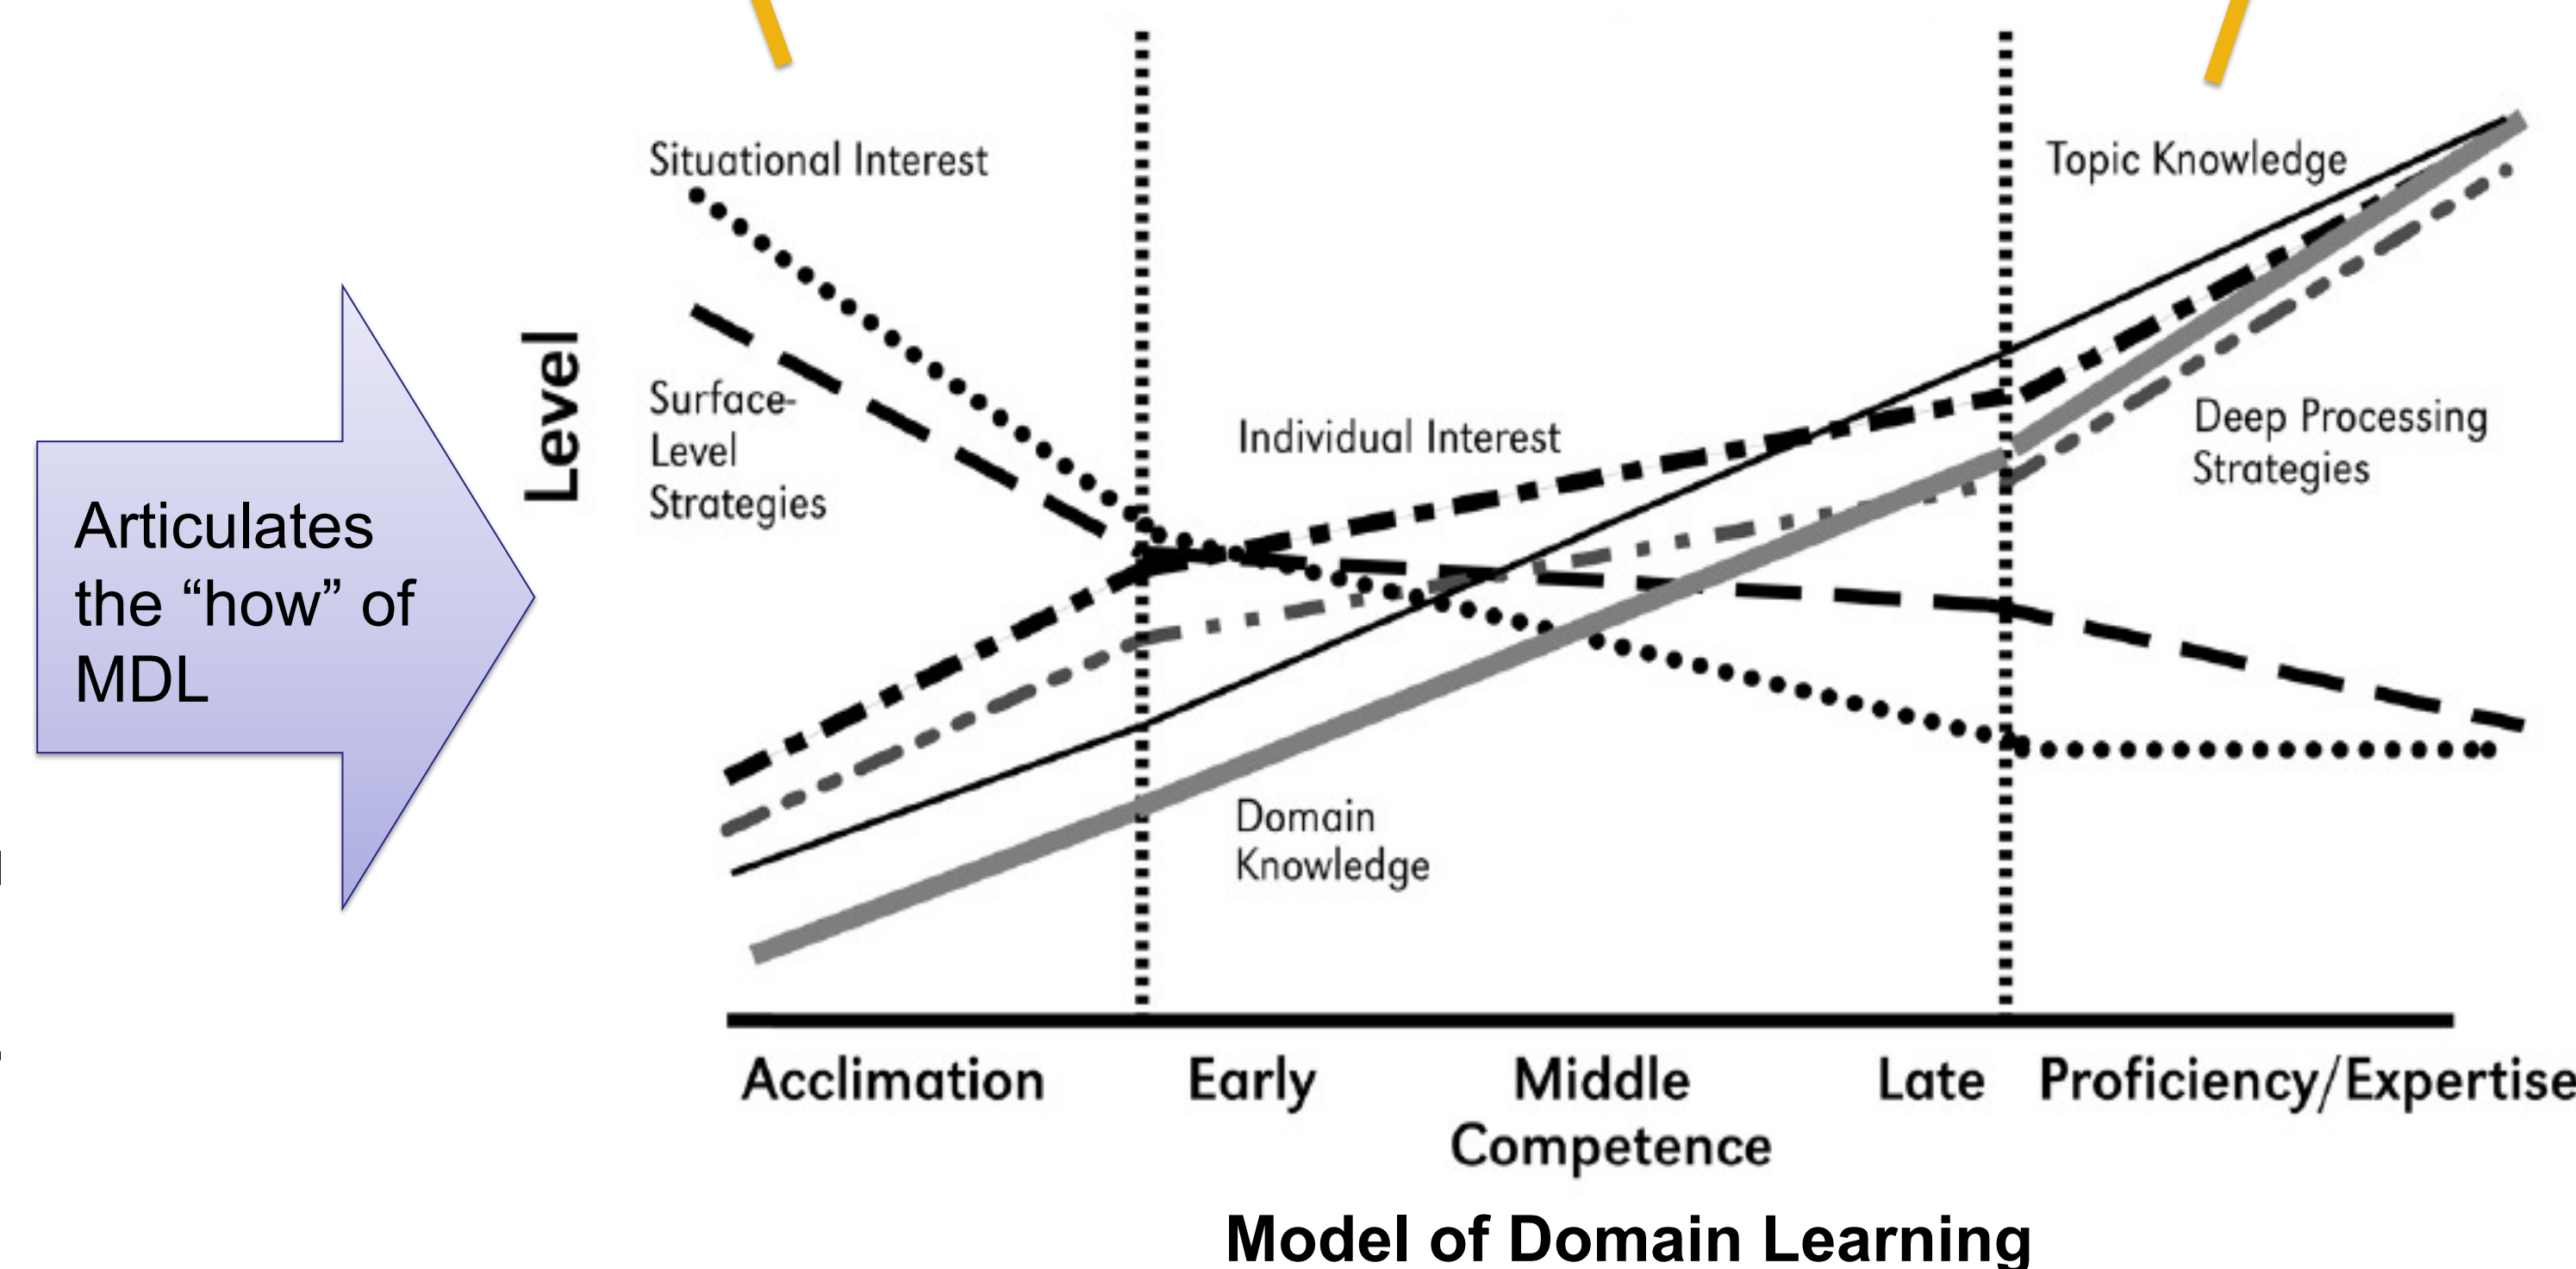 Situational Interest
Topic Knowledge
Level
Surface-
Level
Strategies
Individual Interest
Deep Processing
Strategies
Articulates
the “how” of
MDL
Domain
Knowledge
Acclimation
Early
Middle
Late
Proficiency/Expertise
Competence
Model of Domain Learning